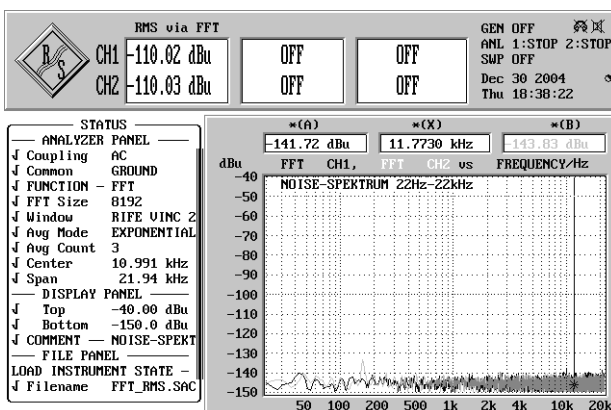 RMS via FFT
R S
CH1 -110.02 dBu OFF OFF
CH2 -110.03 dBu OFF OFF
GEN OFF
ANL 1:STOP 2:STOP
SWP OFF
Dec 30 2004
Thu 18:38:22
STATUS
ANALYZER PANEL
Coupling AC
Common GROUND
FUNCTION - FFT
FFT Size 8192
Window RIFE VINC 2
Avg Mode EXPONENTIAL
Avg Count 3
Center 10.991 kHz
Span 21.94 kHz
DISPLAY PANEL
Top -40.00 dBu
Bottom -150.0 dBu
COMMENT — NOISE-SPEKT
FILE PANEL
LOAD INSTRUMENT STATE -
Filename FFT_RMS.SAC
*(A) *(X) *(B)
-141.72 dBu 11.7730 kHz -143.83 dBu
dBu FFT CH1, FFT CH2 vs FREQUENCY/Hz
NOISE-SPEKTRUM 22Hz-22kHz
-40
-50
-60
-70
-80
-90
-100
-110
-120
-130
-140
-150
50 100 200 500 1k 2k 4k 10k 20k